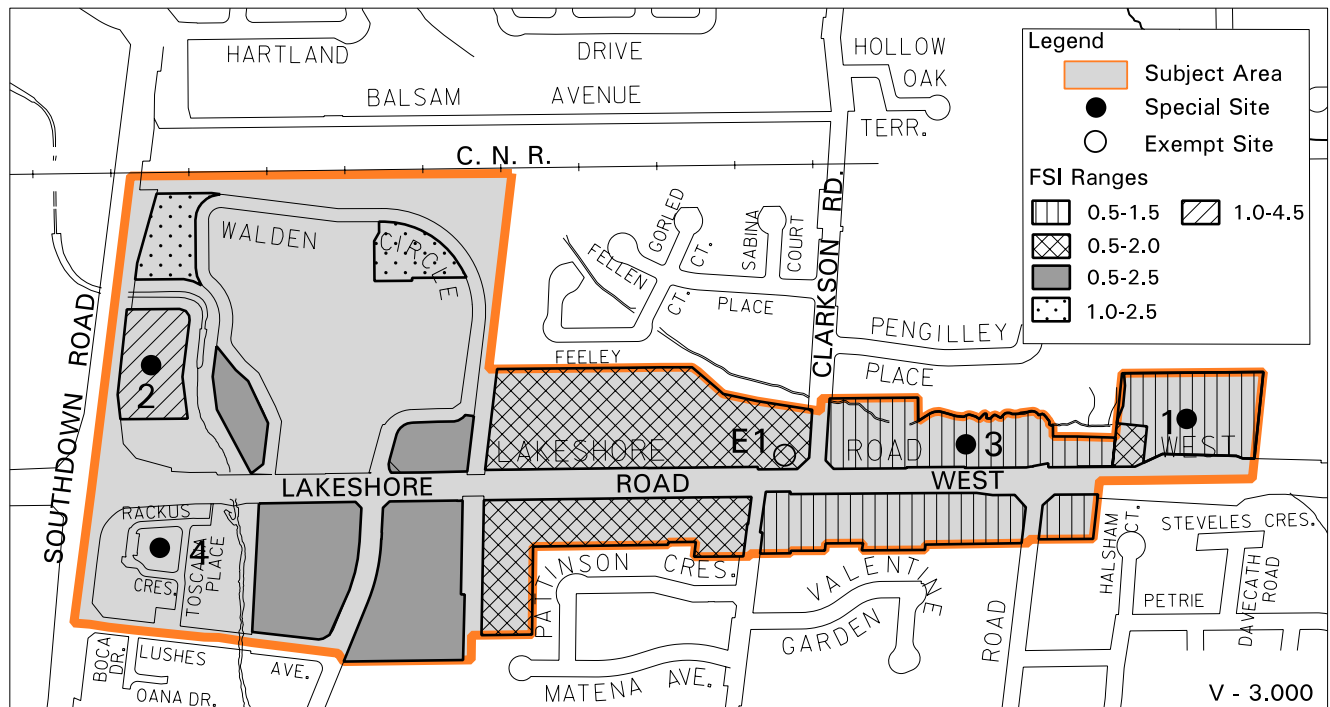 HARTLAND DRIVE
BALSAM AVENUE
HOLLOW
OAK
TERR.
Legend
Subject Area
Special Site
Exempt Site
FSI Ranges
0.5-1.5
1.0-4.5
0.5-2.0
0.5-2.5
1.0-2.5
C. N. R.
SOUTHDOWN ROAD
WALDEN CIRCLE
GORLED CT.
SABINA COURT
FELLEN CT.
PLACE
FEELEY
CLARKSON RD.
PENGILLEY
PLACE
2
E1
3
1
LAKESHORE ROAD WEST
LAKESHORE ROAD WEST
RACKUS
4
CRES.
TOSCANA PLACE
BOCA DR.
LUSHES AVE.
OANA DR.
PATTINSON CRES.
VALENTINE
GARDEN
MATENA AVE.
ROAD
HALSHAM CT.
STEVELES CRES.
PETRIE
DAVECATH ROAD
V - 3.000